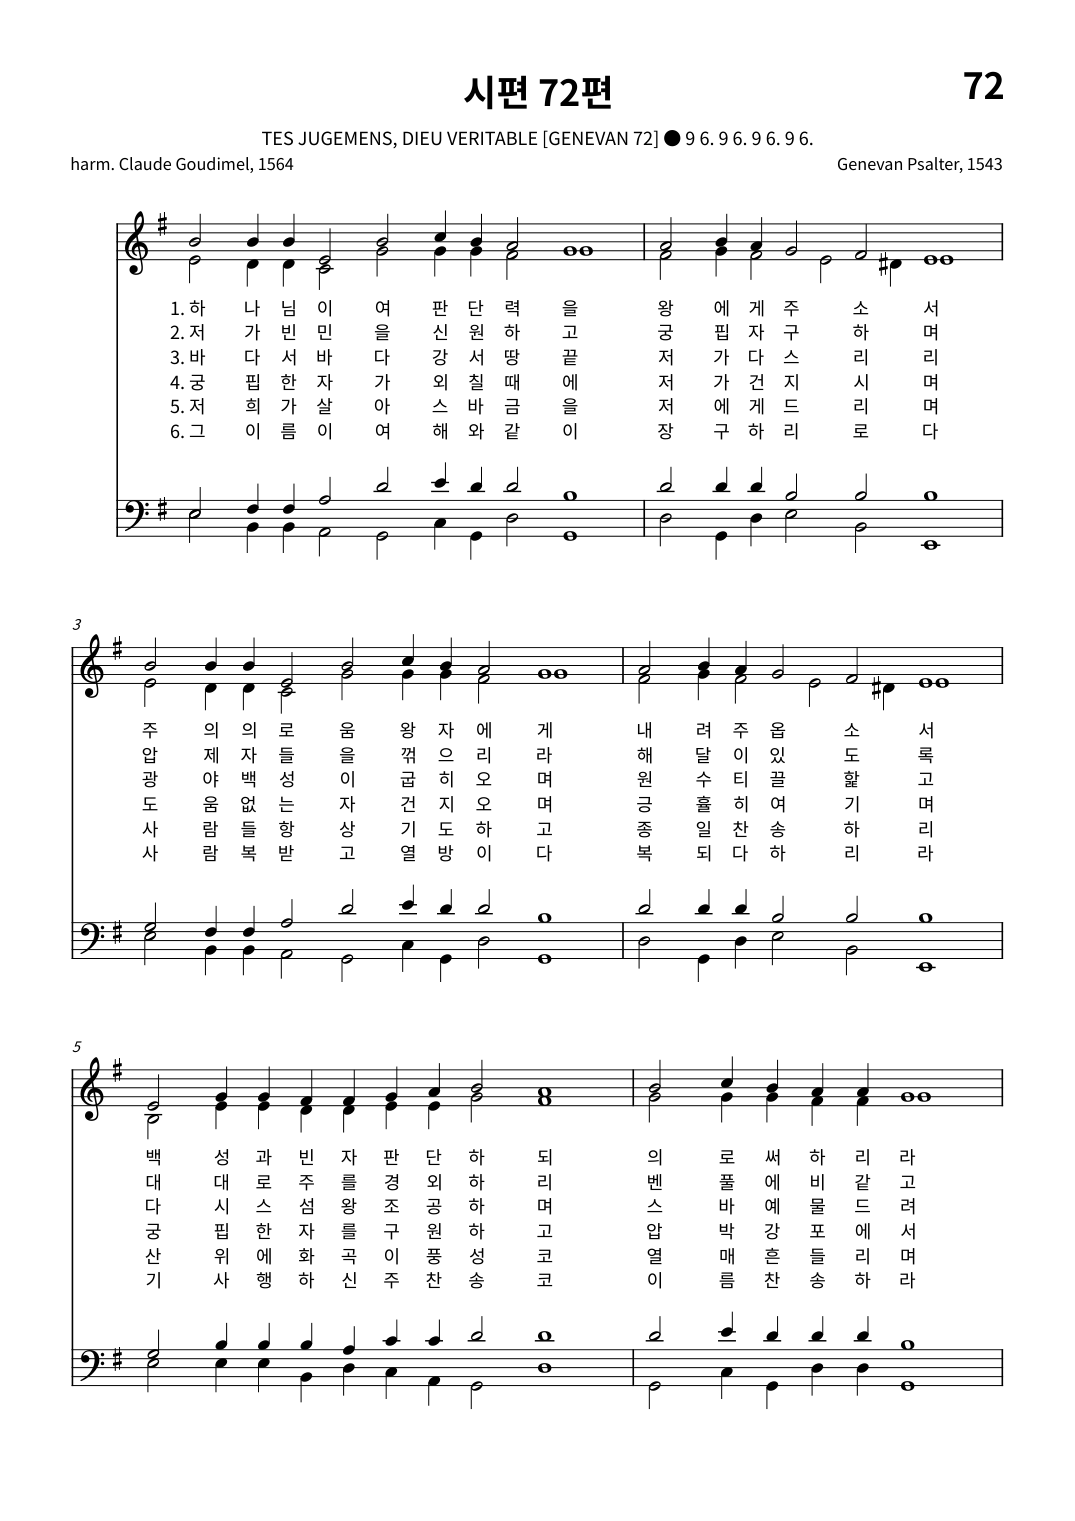 시편 72편
72
TES JUGEMENS, DIEU VERITABLE [GENEVAN 72] ● 9 6. 9 6. 9 6. 9 6.
harm. Claude Goudimel, 1564
Genevan Psalter, 1543
1. 하 나 님 이 여 판 단 력 을 왕 에 게 주 소 서
2. 저 가 빈 민 을 신 원 하 고 궁 핍 자 구 하 며
3. 바 다 서 바 다 강 서 땅 끝 저 가 다 스 리 리
4. 궁 핍 한 자 가 외 칠 때 에 저 가 건 지 시 며
5. 저 희 가 살 아 스 바 금 을 저 에 게 드 리 며
6. 그 이 름 이 여 해 와 같 이 장 구 하 리 로 다
3
주 의 의 로 움 왕 자 에 게 내 려 주 옵 소 서
압 제 자 들 을 꺾 으 리 라 해 달 이 있 도 록
광 야 백 성 이 굽 히 오 며 원 수 티 끌 핥 고
도 움 없 는 자 건 지 오 며 긍 휼 히 여 기 며
사 람 들 항 상 기 도 하 고 종 일 찬 송 하 리
사 람 복 받 고 열 방 이 다 복 되 다 하 리 라
5
백 성 과 빈 자 판 단 하 되 의 로 써 하 리 라
대 대 로 주 를 경 외 하 리 벤 풀 에 비 같 고
다 시 스 섬 왕 조 공 하 며 스 바 예 물 드 려
궁 핍 한 자 를 구 원 하 고 압 박 강 포 에 서
산 위 에 화 곡 이 풍 성 코 열 매 흔 들 리 며
기 사 행 하 신 주 찬 송 코 이 름 찬 송 하 라